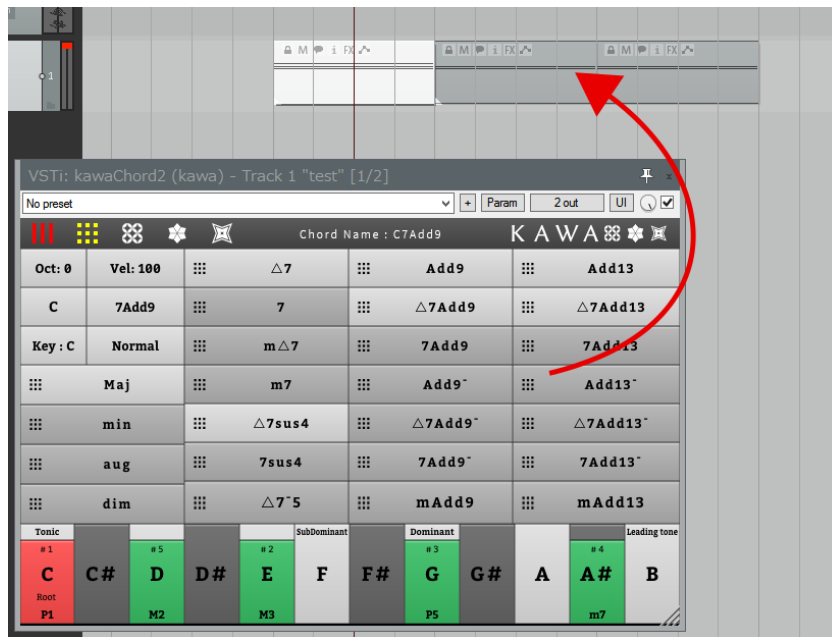 M i FX
M i FX
M i FX
1
VSTi: kawaChord2 (kawa) - Track 1 "test" [1/2]
No preset + Param 2 out UI
Chord Name : C7Add9 KAWA
Oct: 0 Vel: 100 △7 Add9 Add13
C 7Add9 7 △7Add9 △7Add13
Key : C Normal m△7 7Add9 7Add13
Maj m7 Add9⁻ Add13⁻
min △7sus4 △7Add9⁻ △7Add13⁻
aug 7sus4 7Add9⁻ 7Add13⁻
dim △7⁻5 mAdd9 mAdd13
Tonic SubDominant Dominant Leading tone
#1 #5 #2 #3 #4
C C# D D# E F F# G G# A A# B
Root
P1 M2 M3 P5 m7